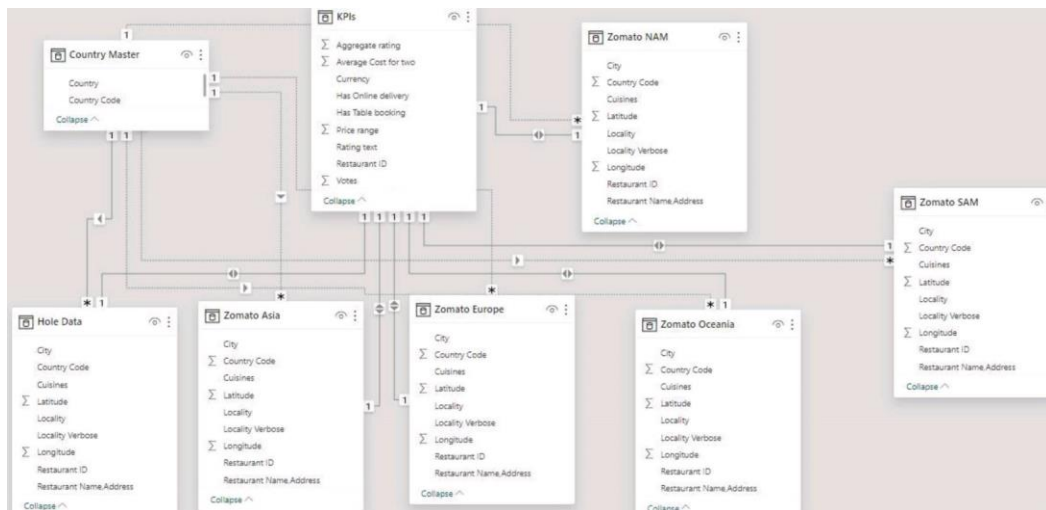 KPIs
Aggregate rating
Average Cost for two
Currency
Has Online delivery
Has Table booking
Price range
Rating text
Restaurant ID
Votes
Collapse
Country Master
Country
Country Code
Collapse
Zomato NAM
City
Country Code
Cuisines
Latitude
Locality
Locality Verbose
Longitude
Restaurant ID
Restaurant Name,Address
Collapse
Zomato SAM
City
Country Code
Cuisines
Latitude
Locality
Locality Verbose
Longitude
Restaurant ID
Restaurant Name,Address
Collapse
Hole Data
City
Country Code
Cuisines
Latitude
Locality
Locality Verbose
Longitude
Restaurant ID
Restaurant Name,Address
Collapse
Zomato Asia
City
Country Code
Cuisines
Latitude
Locality
Locality Verbose
Longitude
Restaurant ID
Restaurant Name,Address
Collapse
Zomato Europe
City
Country Code
Cuisines
Latitude
Locality
Locality Verbose
Longitude
Restaurant ID
Restaurant Name,Address
Collapse
Zomato Oceania
City
Country Code
Cuisines
Latitude
Locality
Locality Verbose
Longitude
Restaurant ID
Restaurant Name,Address
Collapse